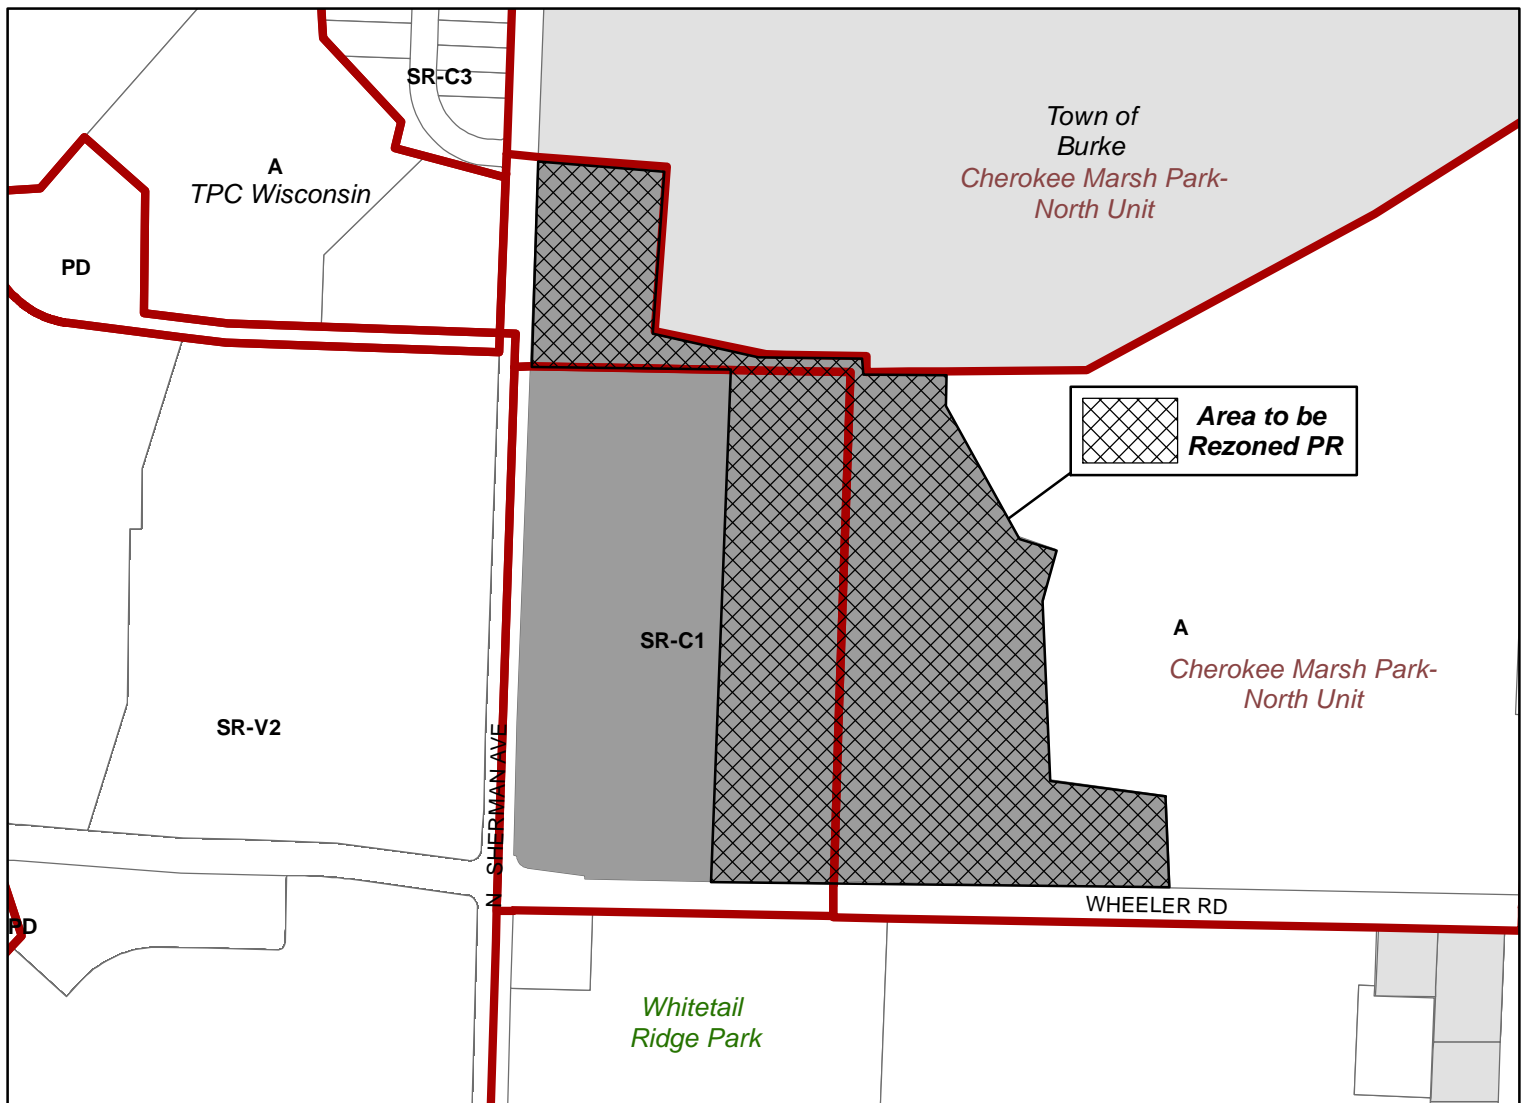 SR-C3
Town of
Burke
Cherokee Marsh Park-
North Unit
A
TPC Wisconsin
PD
Area to be
Rezoned PR
SR-C1
A
Cherokee Marsh Park-
North Unit
SR-V2
N SHERMAN AVE
WHEELER RD
PD
Whitetail
Ridge Park